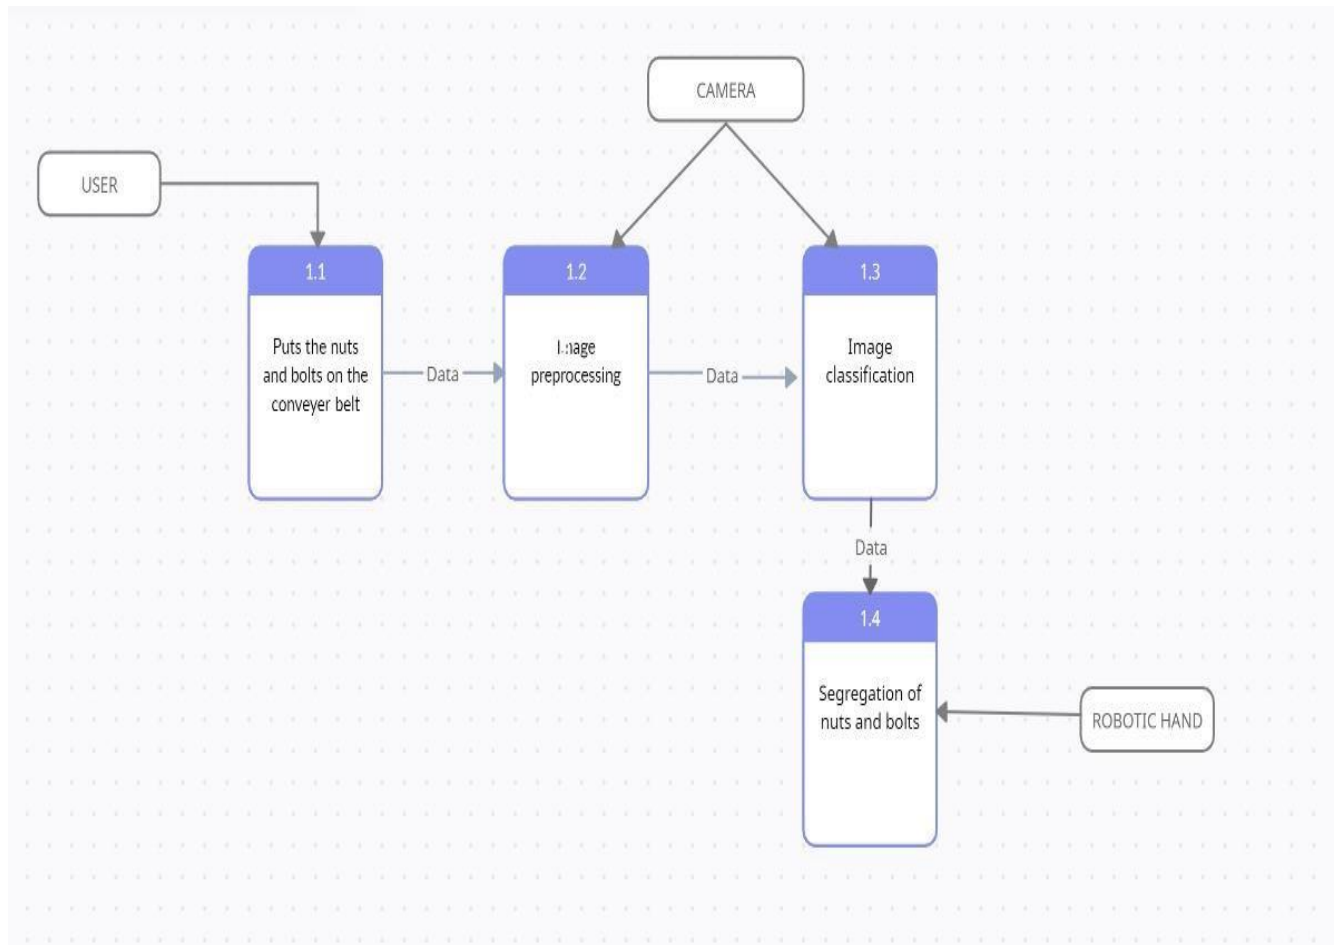 CAMERA
USER
1.1
Puts the nuts
and bolts on the
conveyer belt
Data
1.2
Image
preprocessing
Data
1.3
Image
classification
Data
1.4
Segregation of
nuts and bolts
ROBOTIC HAND